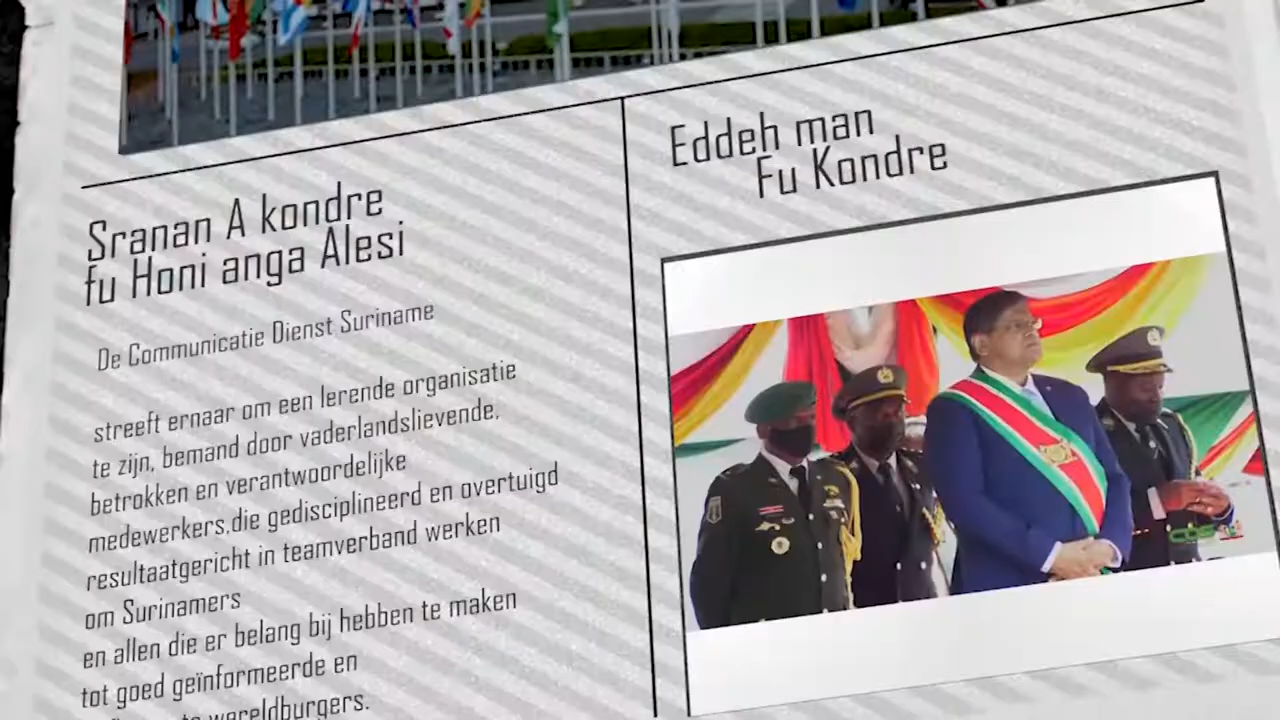 Sranan A kondre
fu Honi anga Alesi
De Communicatie Dienst Suriname
streeft ernaar om een lerende organisatie
te zijn, bemand door vaderlandslievende,
betrokken en verantwoordelijke
medewerkers,die gedisciplineerd en overtuigd
resultaatgericht in teamverband werken
om Surinamers
en allen die er belang bij hebben te maken
tot goed geïnformeerde en
wereldburgers.
Eddeh man
Fu Kondre